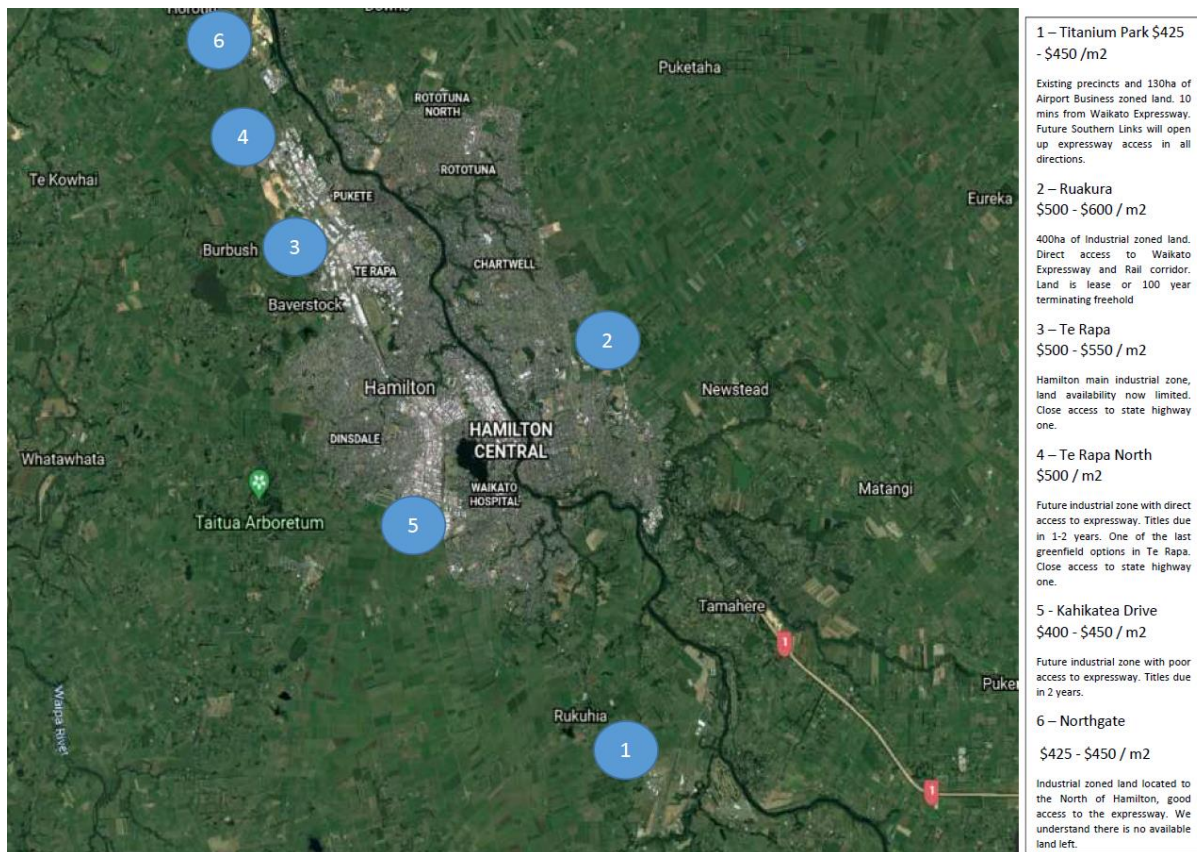 Horotiu
6
Puketaha
ROTOTUNA
NORTH
4
ROTOTUNA
Te Kowhai
PUKETE
Eureka
Burbush
3
TE RAPA
CHARTWELL
Baverstock
2
Hamilton
Newstead
HAMILTON
CENTRAL
DINSDALE
Whatawhata
WAIKATO
HOSPITAL
Matangi
Taitua Arboretum
5
Tamahere
1
Puker
Waipa River
Rukuhia
1
1
1 – Titanium Park $425
- $450 /m2
Existing precincts and 130ha of
Airport Business zoned land. 10
mins from Waikato Expressway.
Future Southern Links will open
up expressway access in all
directions.
2 – Ruakura
$500 - $600 / m2
400ha of Industrial zoned land.
Direct access to Waikato
Expressway and Rail corridor.
Land is lease or 100 year
terminating freehold
3 – Te Rapa
$500 - $550 / m2
Hamilton main industrial zone,
land availability now limited.
Close access to state highway
one.
4 – Te Rapa North
$500 / m2
Future industrial zone with direct
access to expressway. Titles due
in 1-2 years. One of the last
greenfield options in Te Rapa.
Close access to state highway
one.
5 - Kahikatea Drive
$400 - $450 / m2
Future industrial zone with poor
access to expressway. Titles due
in 2 years.
6 – Northgate
$425 - $450 / m2
Industrial zoned land located to
the North of Hamilton, good
access to the expressway. We
understand there is no available
land left.